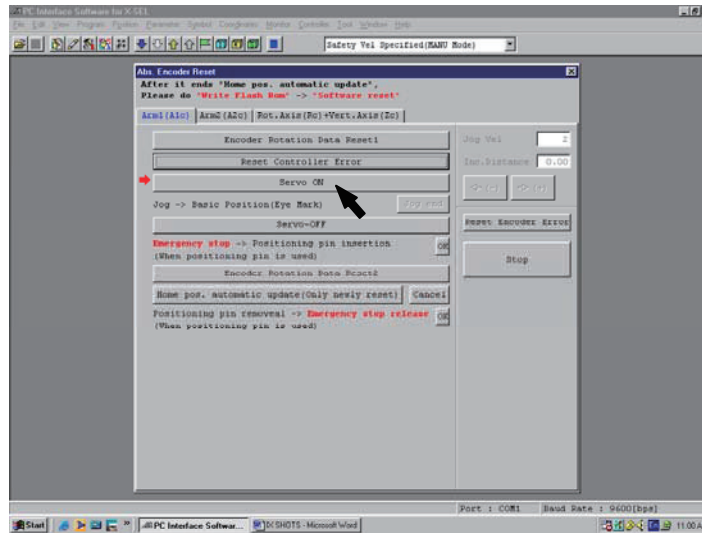 PC Interface Software for X-SEL
File Edit View Program Position Parameter Symbol Coordinate Monitor Controller Tool Window Help
Safety Vel Specified(MANU Mode)
Abs. Encoder Reset
After it ends "Home pos. automatic update",
Please do "Write Flash Rom" -> "Software reset"
Arm1(A1c) Arm2(A2c) Rot.Axis(Rc)+Vert.Axis(Zc)
Encoder Rotation Data Reset1
Reset Controller Error
Servo ON
Jog -> Basic Position(Eye Mark) Jog end
Servo-OFF
Emergency stop -> Positioning pin insertion OK
(When positioning pin is used)
Encoder Rotation Data Reset2
Home pos. automatic update(Only newly reset) Cancel
Positioning pin removeal -> Emergency stop release OK
(When positioning pin is used)
Jog Vel 2
Inc.Distance 0.00
(-) (+)
Reset Encoder Error
Stop
Port : COM1 Baud Rate : 9600[bps]
Start PC Interface Softwar... IX SHOTS - Microsoft Word 11:00 A